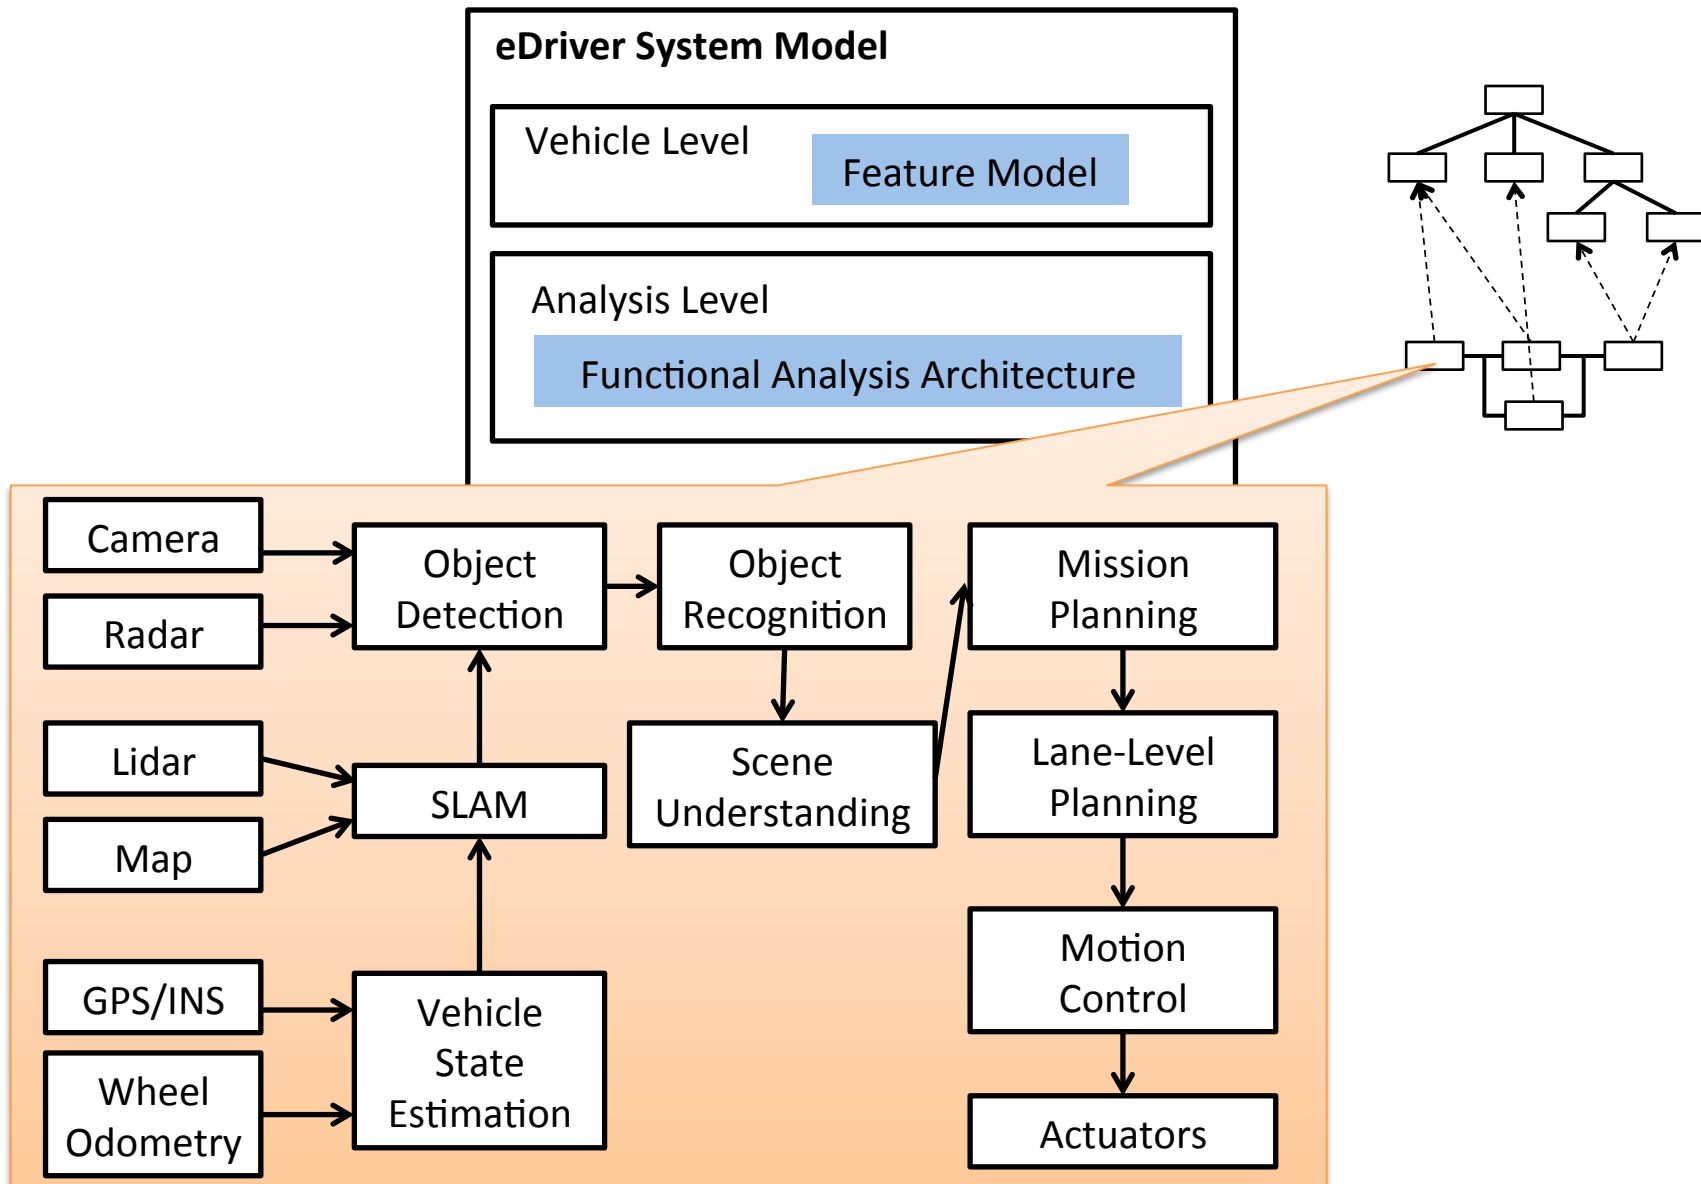 eDriver System Model
Vehicle Level
Feature Model
Analysis Level
Functional Analysis Architecture
Camera
Radar
Lidar
Map
GPS/INS
Wheel
Odometry
Object
Detection
SLAM
Vehicle
State
Estimation
Object
Recognition
Scene
Understanding
Mission
Planning
Lane-Level
Planning
Motion
Control
Actuators